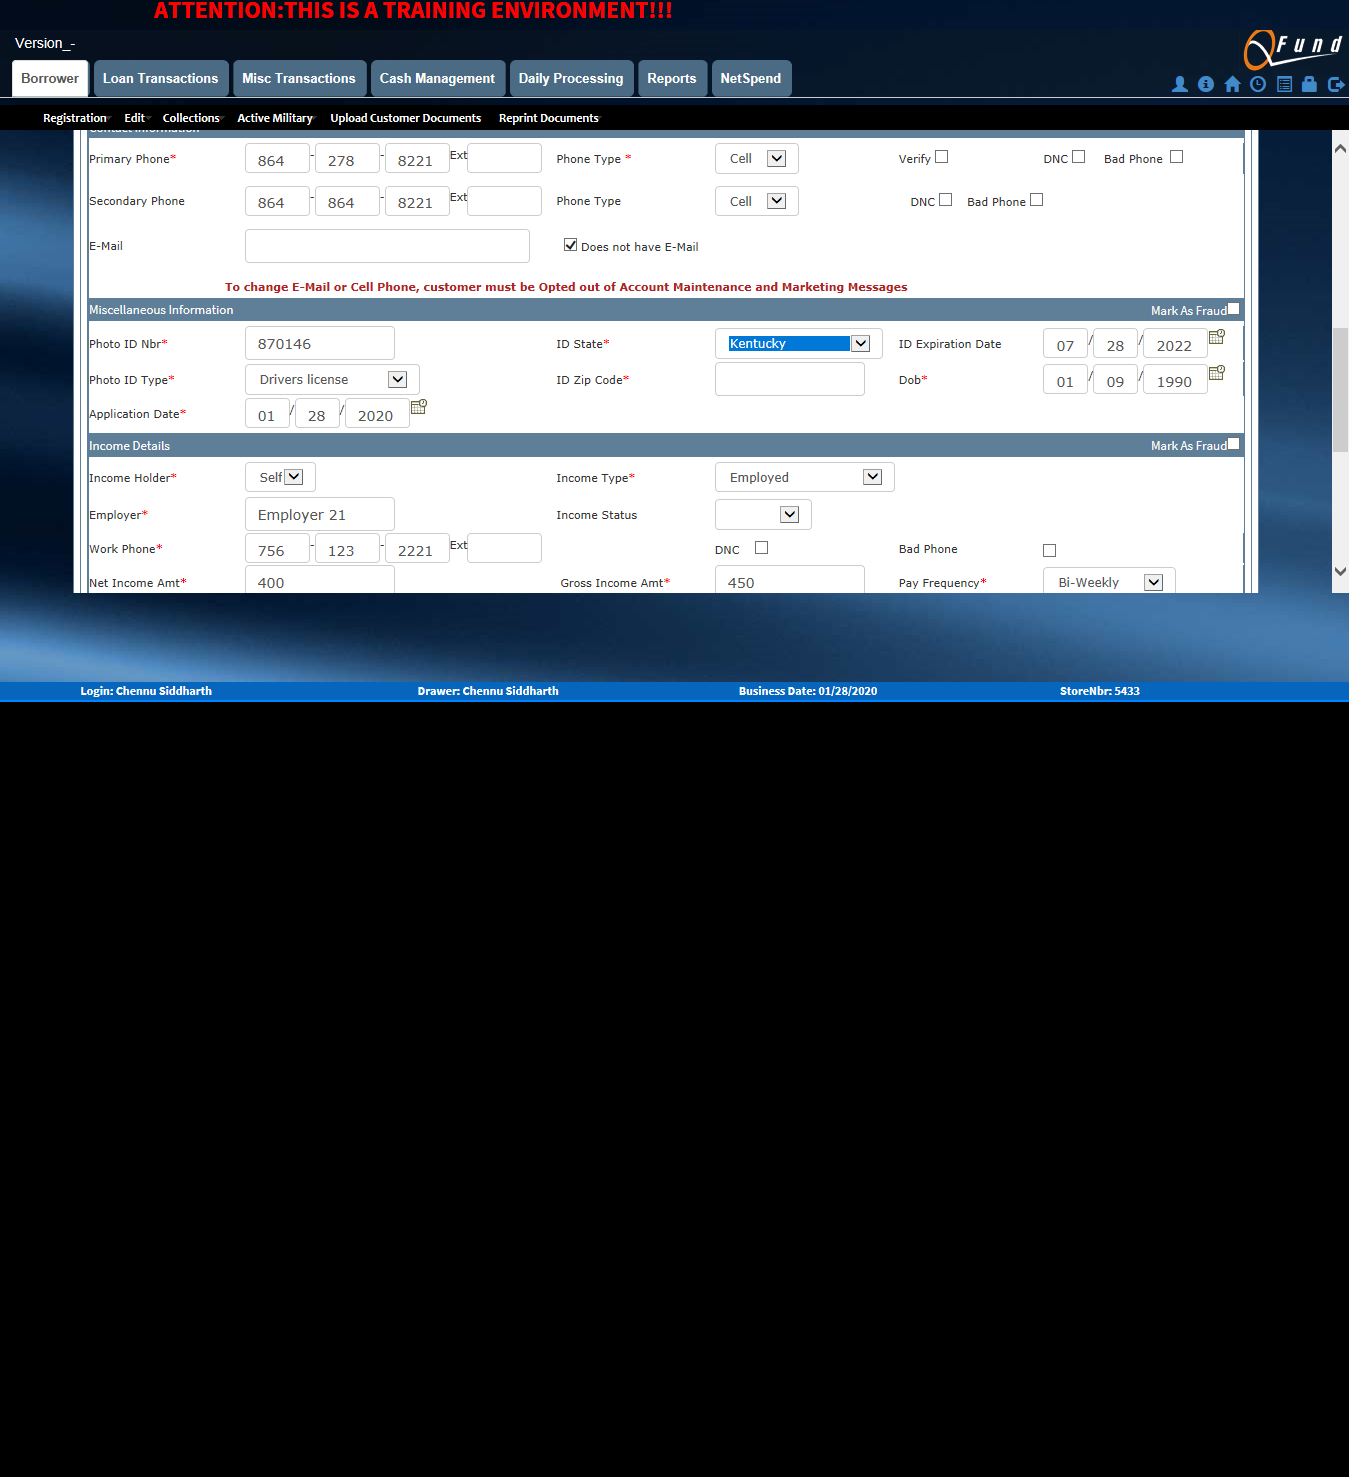 ATTENTION:THIS IS A TRAINING ENVIRONMENT!!!
Version_-
QFund
Borrower Loan Transactions Misc Transactions Cash Management Daily Processing Reports NetSpend
Registration Edit Collections Active Military Upload Customer Documents Reprint Documents
Contact Information
Primary Phone* 864 - 278 - 8221 Ext Phone Type * Cell Verify DNC Bad Phone
Secondary Phone 864 - 864 - 8221 Ext Phone Type Cell DNC Bad Phone
E-Mail Does not have E-Mail
To change E-Mail or Cell Phone, customer must be Opted out of Account Maintenance and Marketing Messages
Miscellaneous Information Mark As Fraud
Photo ID Nbr* 870146 ID State* Kentucky ID Expiration Date 07 / 28 / 2022
Photo ID Type* Drivers license ID Zip Code* Dob* 01 / 09 / 1990
Application Date* 01 / 28 / 2020
Income Details Mark As Fraud
Income Holder* Self Income Type* Employed
Employer* Employer 21 Income Status
Work Phone* 756 - 123 - 2221 Ext DNC Bad Phone
Net Income Amt* 400 Gross Income Amt* 450 Pay Frequency* Bi-Weekly
Login: Chennu Siddharth Drawer: Chennu Siddharth Business Date: 01/28/2020 StoreNbr: 5433